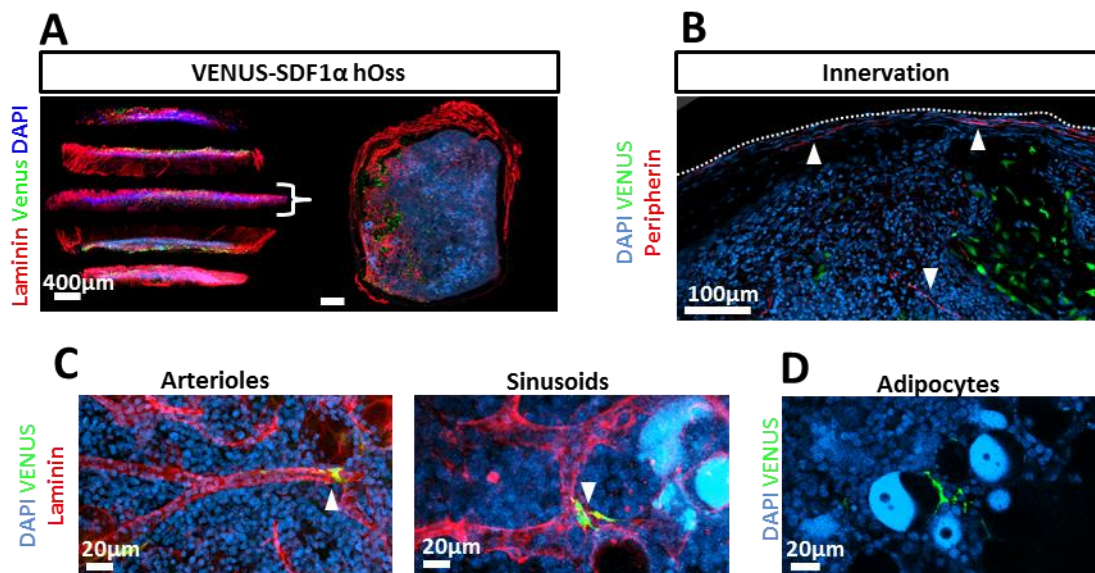 A
VENUS-SDF1α hOss
Laminin Venus DAPI
400µm
B
Innervation
DAPI VENUS
Peripherin
100µm
C
Arterioles
Sinusoids
DAPI VENUS
Laminin
20µm
20µm
D
Adipocytes
DAPI VENUS
20µm